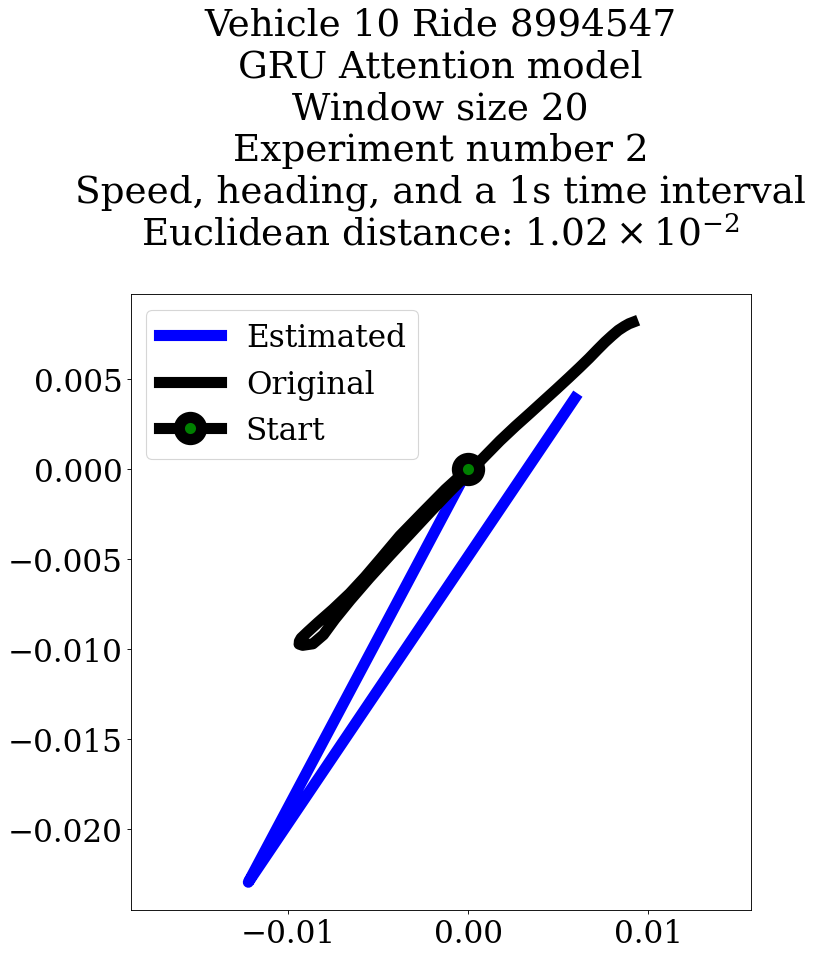 Vehicle 10 Ride 8994547
GRU Attention model
Window size 20
Experiment number 2
Speed, heading, and a 1s time interval
Euclidean distance: 1.02 × 10⁻²
Estimated
Original
Start
0.005
0.000
−0.005
−0.010
−0.015
−0.020
−0.01
0.00
0.01